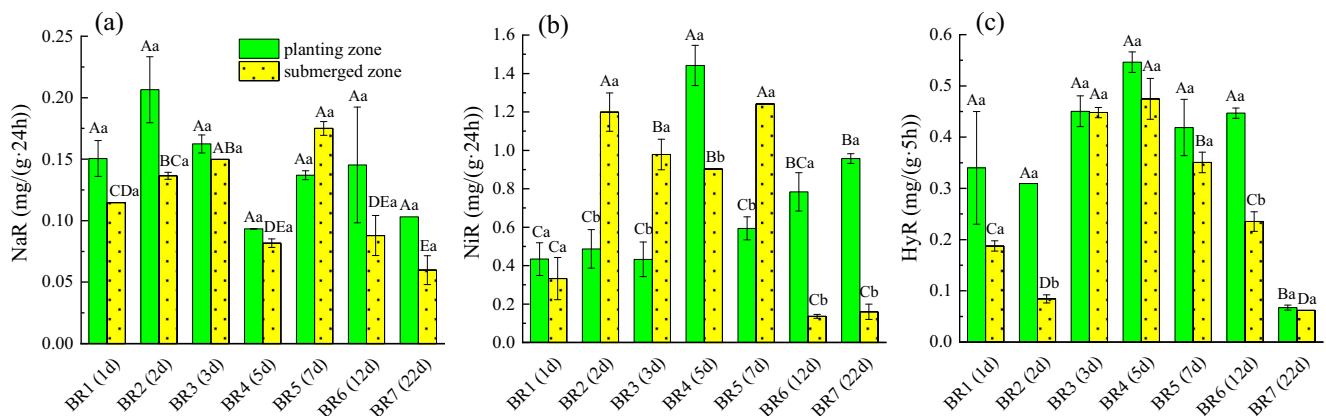 (a)
planting zone
submerged zone
NaR (mg/(g·24h))
0.25
0.20
0.15
0.10
0.05
0.00
Aa
CDa
Aa
BCa
Aa
ABa
Aa
DEa
Aa
Aa
DEa
Aa
Ea
BR1 (1d)
BR2 (2d)
BR3 (3d)
BR4 (5d)
BR5 (7d)
BR6 (12d)
BR7 (22d)
(b)
NiR (mg/(g·24h))
1.6
1.4
1.2
1.0
0.8
0.6
0.4
0.2
0.0
Ca
Ca
Cb
Aa
Cb
Ba
Aa
Bb
Cb
Aa
BCa
Cb
Ba
Cb
BR1 (1d)
BR2 (2d)
BR3 (3d)
BR4 (5d)
BR5 (7d)
BR6 (12d)
BR7 (22d)
(c)
HyR (mg/(g·5h))
0.6
0.5
0.4
0.3
0.2
0.1
0.0
Aa
Ca
Aa
Db
Aa
Aa
Aa
Aa
Aa
Ba
Aa
Cb
Ba
Da
BR1 (1d)
BR2 (2d)
BR3 (3d)
BR4 (5d)
BR5 (7d)
BR6 (12d)
BR7 (22d)